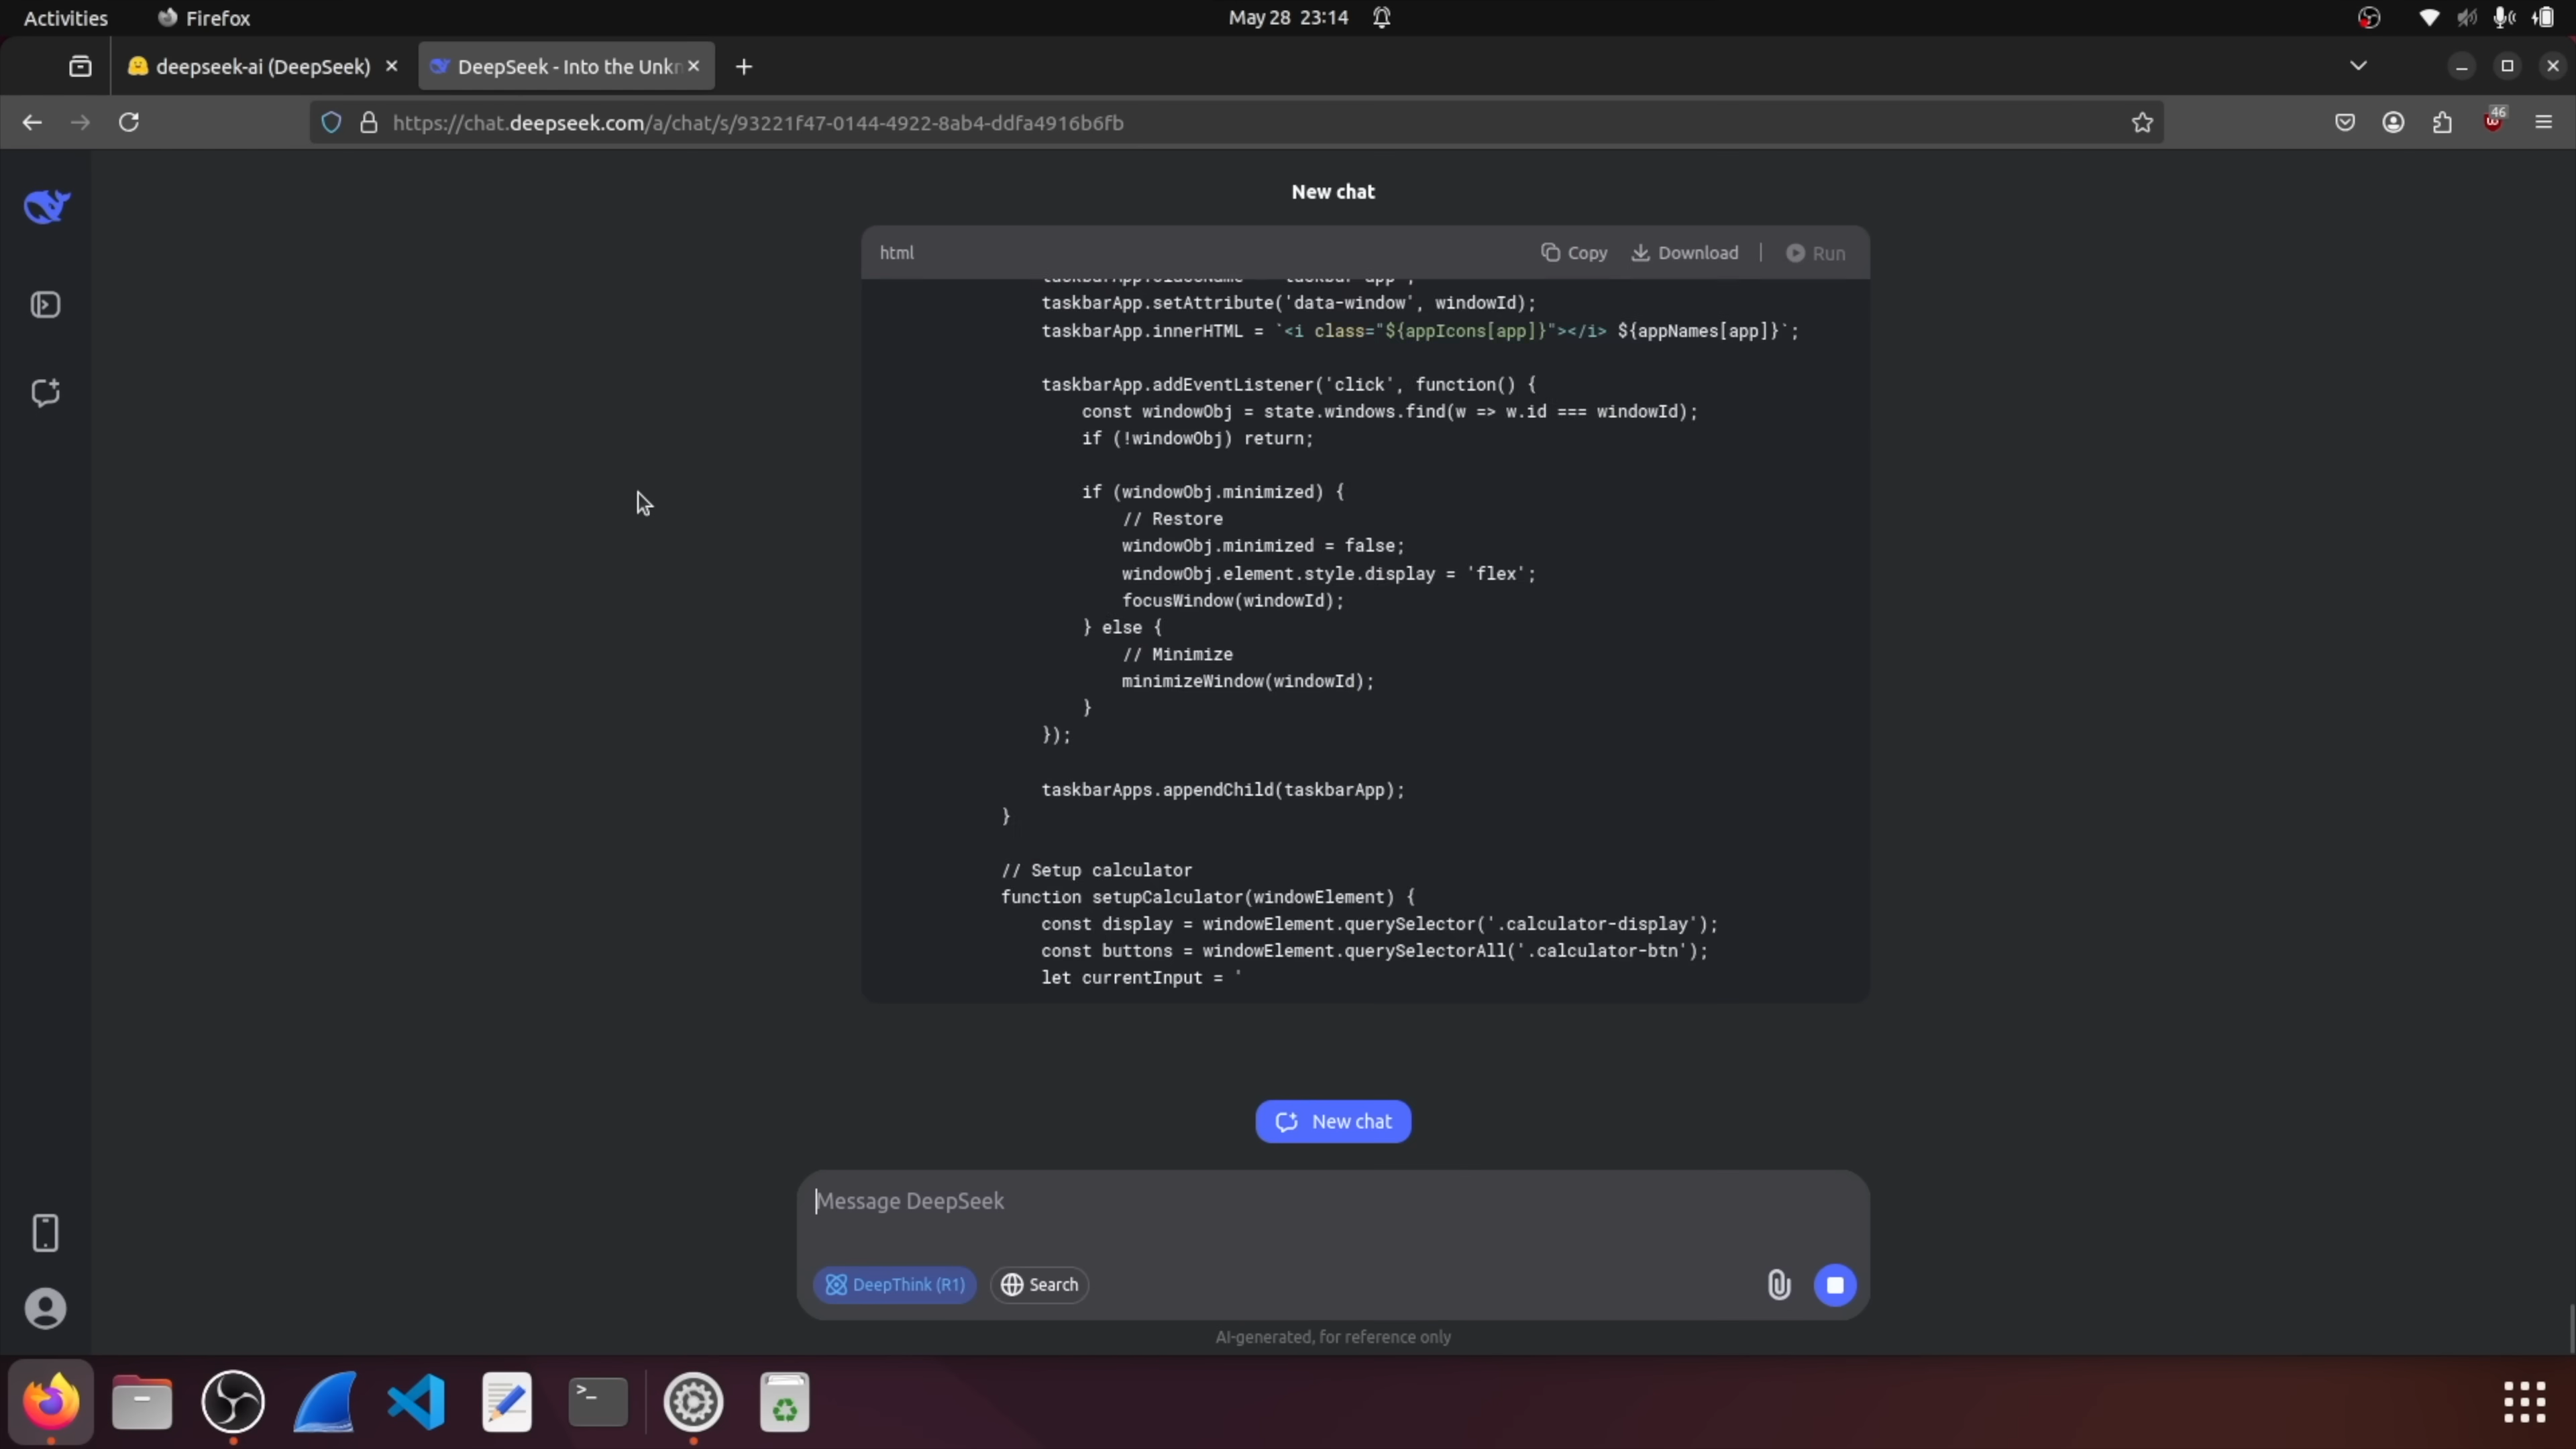 Activities Firefox May 28 23:14
deepseek-ai (DeepSeek) DeepSeek - Into the Unkn
https://chat.deepseek.com/a/chat/s/93221f47-0144-4922-8ab4-ddfa4916b6fb 46
New chat
html Copy Download | Run
taskbarApp.setAttribute('data-window', windowId);
taskbarApp.innerHTML = `<i class="${appIcons[app]}"></i> ${appNames[app]}`;
taskbarApp.addEventListener('click', function() {
const windowObj = state.windows.find(w => w.id === windowId);
if (!windowObj) return;
if (windowObj.minimized) {
// Restore
windowObj.minimized = false;
windowObj.element.style.display = 'flex';
focusWindow(windowId);
} else {
// Minimize
minimizeWindow(windowId);
}
});
taskbarApps.appendChild(taskbarApp);
}
// Setup calculator
function setupCalculator(windowElement) {
const display = windowElement.querySelector('.calculator-display');
const buttons = windowElement.querySelectorAll('.calculator-btn');
let currentInput = '
New chat
Message DeepSeek
DeepThink (R1) Search
AI-generated, for reference only